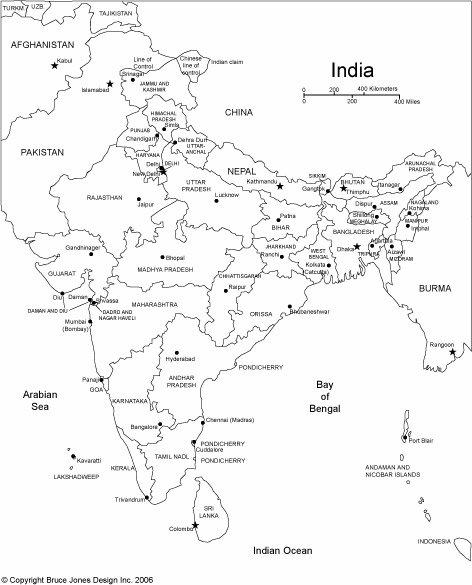 TURKM.
UZB
TAJIKISTAN
AFGHANISTAN
Kabul
Line of
Control
Chinese
line of
control
Indian claim
Srinagar
JAMMU AND
KASHMIR
Islamabad
India
0 200 400 Kilometers
0 200 400 Miles
CHINA
HIMACHAL
PRADESH
Simla
PUNJAB
Chandigarh
Dehra Dun
UTTAR-
ANCHAL
PAKISTAN
HARYANA
Delhi
DELHI
New Delhi
NEPAL
Kathmandu
SIKKIM
Gangtok
BHUTAN
Thimphu
ARUNACHAL
PRADESH
Itanagar
RAJASTHAN
Jaipur
UTTAR
PRADESH
Lucknow
Dispur
ASSAM
NAGALAND
Kohima
Shillong
MEGHALAY
MANIPUR
Imphal
Patna
BIHAR
BANGLADESH
Dhaka
Agartala
TRIPURA
Aizawl
MIZORAM
Gandhinagar
GUJARAT
Bhopal
MADHYA PRADESH
JHARKHAND
Ranchi
WEST
BENGAL
Kolkata
(Calcutta)
CHHATTISGARAH
Raipur
BURMA
Diu
Daman
DAMAN AND DIU
Silvassa
DADRD AND
NAGAR HAVELI
MAHARASHTRA
ORISSA
Bhubaneshwar
Mumbai
(Bombay)
Rangoon
Hyderabad
ANDHAR
PRADESH
PONDICHERRY
Arabian
Sea
Panaji
GOA
KARNATAKA
Bay
of
Bengal
Bangalore
Chennai (Madras)
PONDICHERRY
Cuddalore
PONDICHERRY
Port Blair
Kavaratti
LAKSHADWEEP
KERALA
TAMIL NADL
ANDAMAN AND
NICOBAR ISLANDS
Trivandrum
SRI
LANKA
Colombo
Indian Ocean
INDONESIA
© Copyright Bruce Jones Design Inc. 2006